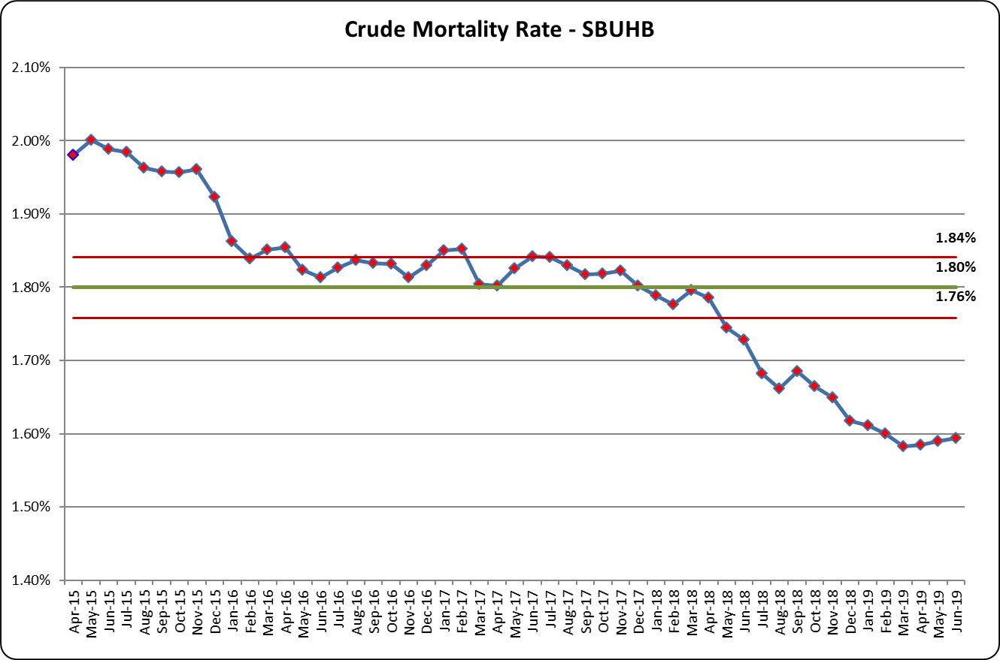 Crude Mortality Rate - SBUHB
2.10%
2.00%
1.90%
1.84%
1.80%
1.80%
1.76%
1.70%
1.60%
1.50%
1.40%
Apr-15
May-15
Jun-15
Jul-15
Aug-15
Sep-15
Oct-15
Nov-15
Dec-15
Jan-16
Feb-16
Mar-16
Apr-16
May-16
Jun-16
Jul-16
Aug-16
Sep-16
Oct-16
Nov-16
Dec-16
Jan-17
Feb-17
Mar-17
Apr-17
May-17
Jun-17
Jul-17
Aug-17
Sep-17
Oct-17
Nov-17
Dec-17
Jan-18
Feb-18
Mar-18
Apr-18
May-18
Jun-18
Jul-18
Aug-18
Sep-18
Oct-18
Nov-18
Dec-18
Jan-19
Feb-19
Mar-19
Apr-19
May-19
Jun-19